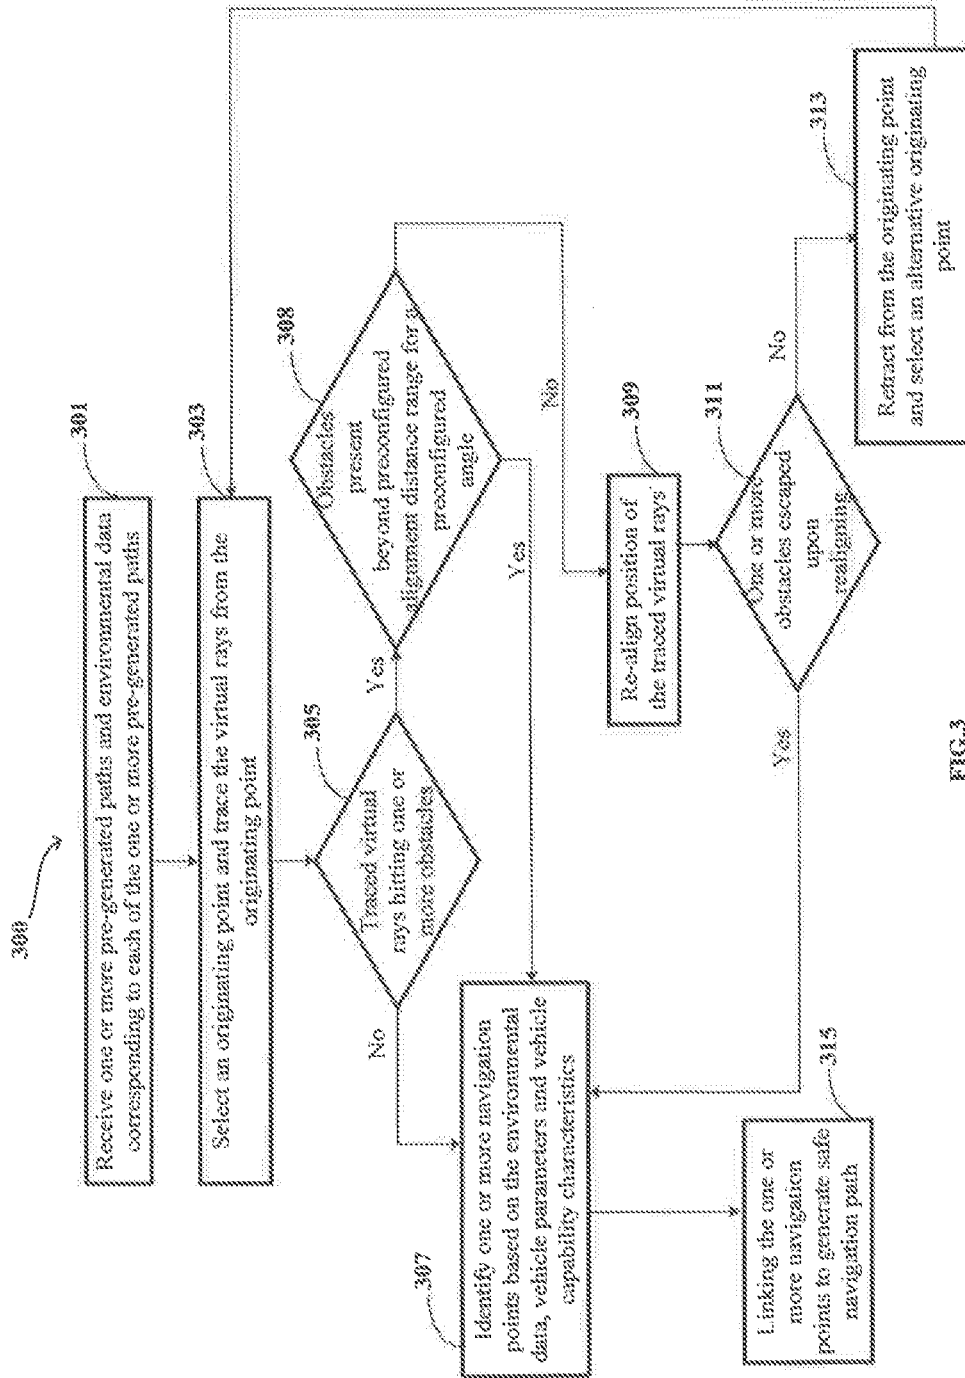 300
301
Receive one or more pre-generated paths and environmental data
corresponding to each of the one or more pre-generated paths
303
Select an originating point and trace the virtual rays from the
originating point
305
Traced virtual
rays hitting one or
more obstacles
Yes
No
308
Obstacles
present
beyond preconfigured
alignment distance range for a
preconfigured
angle
Yes
No
307
Identify one or more navigation
points based on the environmental
data, vehicle parameters and vehicle
capability characteristics
309
Re-align position of
the traced virtual rays
311
One or more
obstacles escaped
upon
realigning
Yes
No
313
Retract from the originating point
and select an alternative originating
point
315
Linking the one or
more navigation
points to generate safe
navigation path
FIG.3